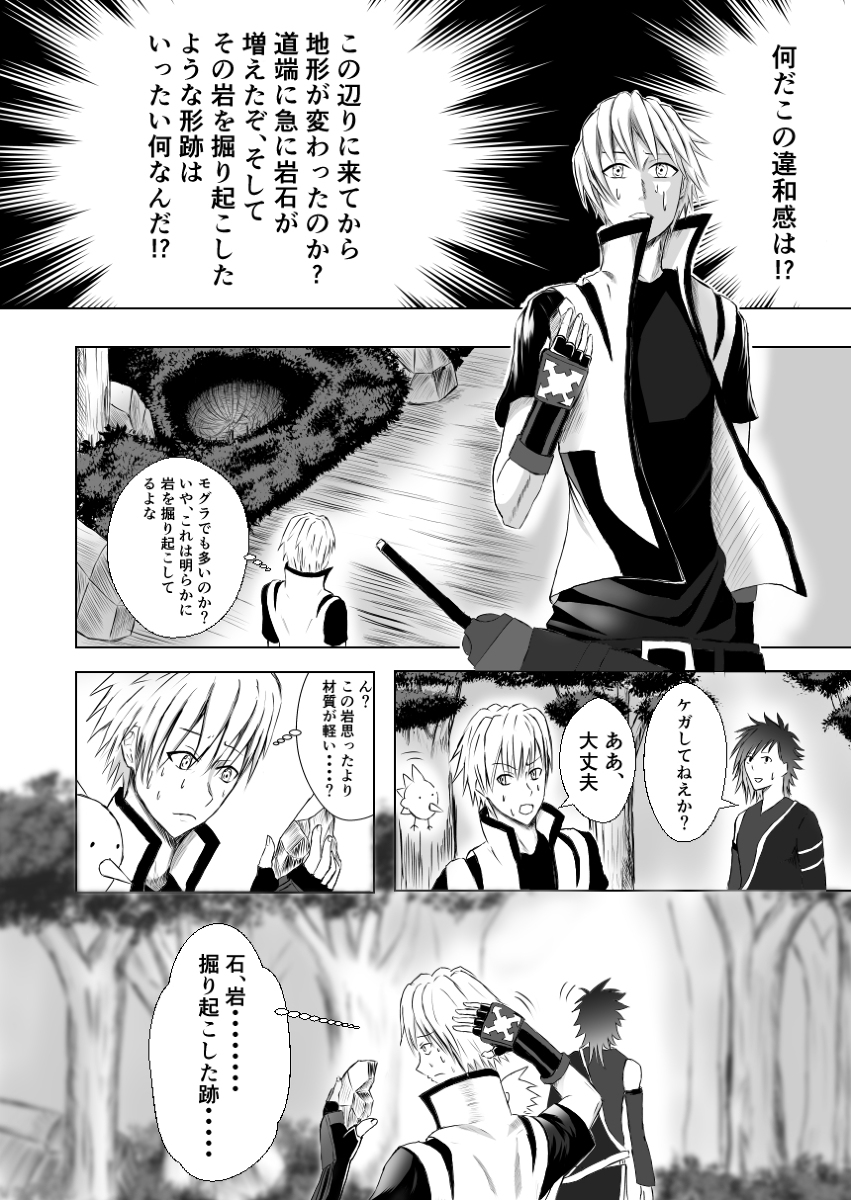 何だこの違和感は!?
この辺りに来てから
地形が変わったのか?
道端に急に岩石が
増えたぞ、そして
その岩を掘り起こした
ような形跡は
いったい何なんだ!?
モグラでも多いのか?
いや、これは明らかに
岩を掘り起こして
るよな
ケガしてねえか?
ああ、
大丈夫
ん?
この岩思ったより
材質が軽い・・・・?
石、岩・・・・・・・・
掘り起こした跡・・・・・